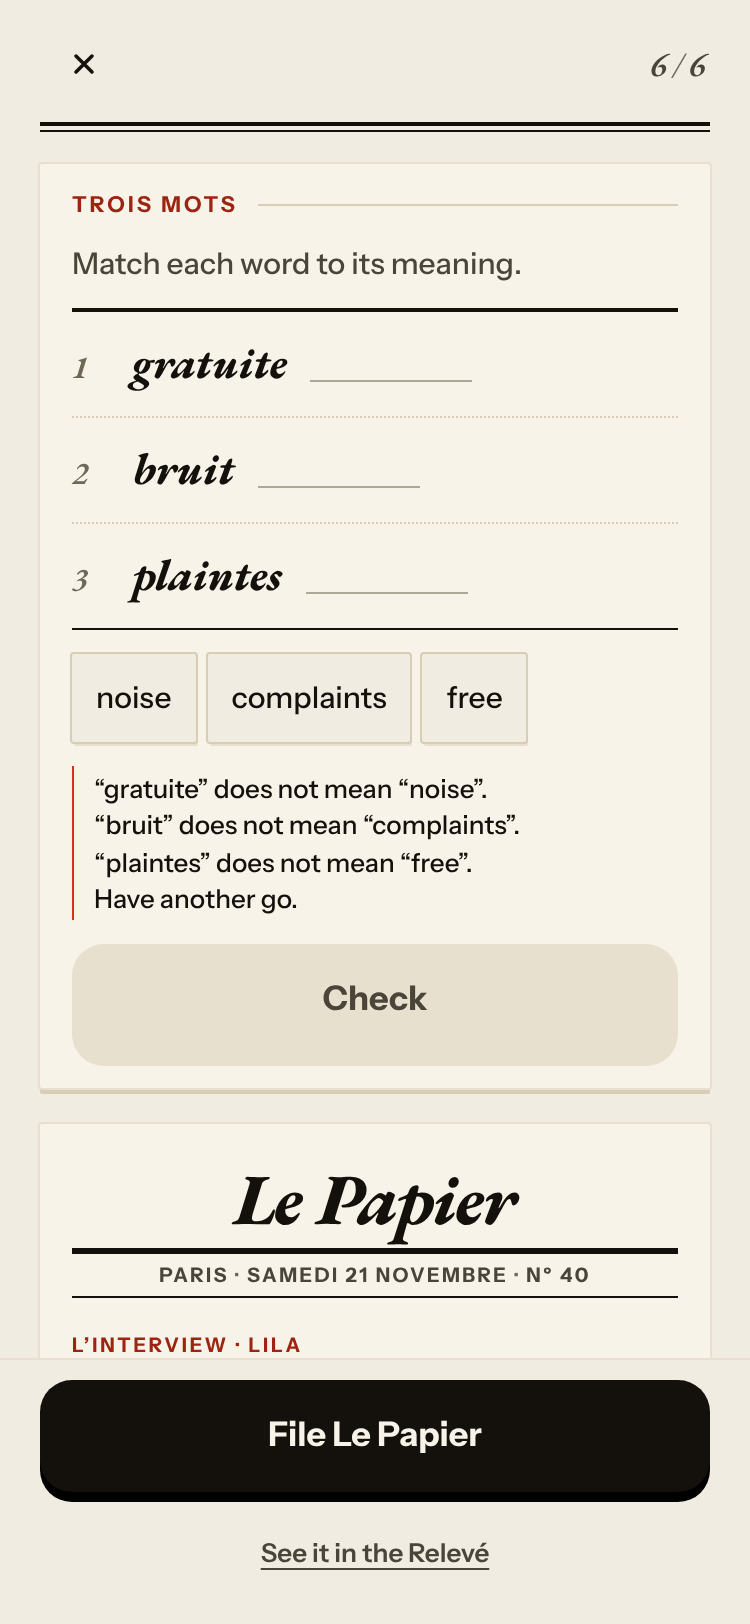 ✕ 6/6
TROIS MOTS
Match each word to its meaning.
1 gratuite
2 bruit
3 plaintes
noise complaints free
“gratuite” does not mean “noise”.
“bruit” does not mean “complaints”.
“plaintes” does not mean “free”.
Have another go.
Check
Le Papier
PARIS · SAMEDI 21 NOVEMBRE · N° 40
L’INTERVIEW · LILA
File Le Papier
See it in the Relevé